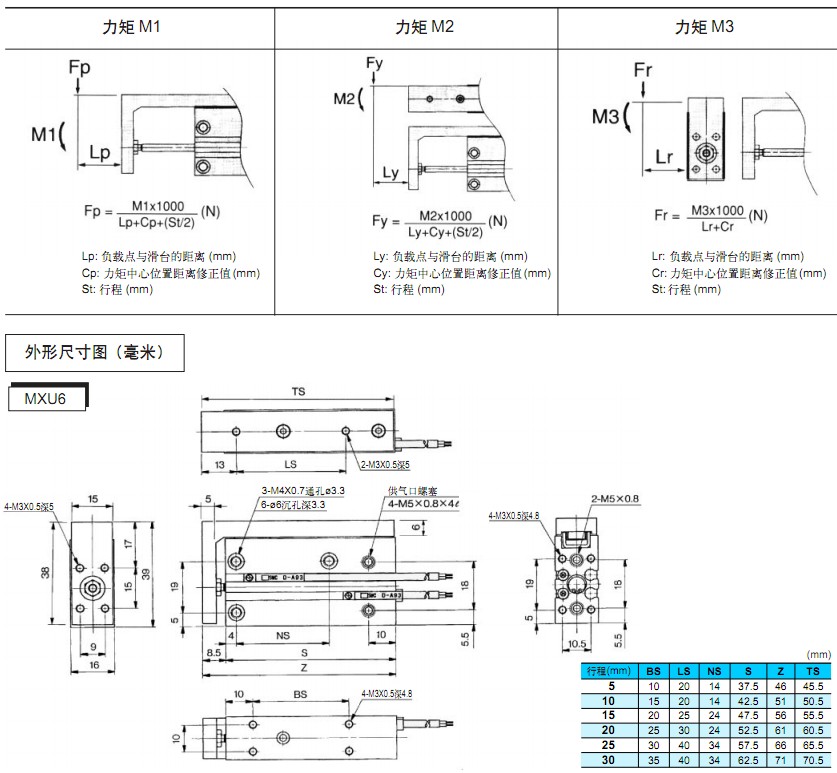 力矩 M1
力矩 M2
力矩 M3
Fp
M1
Lp
Fp = M1x1000 / Lp+Cp+(St/2) (N)
Lp: 负载点与滑台的距离 (mm)
Cp: 力矩中心位置距离修正值 (mm)
St: 行程 (mm)
Fy
M2
Ly
Fy = M2x1000 / Ly+Cy+(St/2) (N)
Ly: 负载点与滑台的距离 (mm)
Cy: 力矩中心位置距离修正值 (mm)
St: 行程 (mm)
Fr
M3
Lr
Fr = M3x1000 / Lr+Cr (N)
Lr: 负载点与滑台的距离 (mm)
Cr: 力矩中心位置距离修正值 (mm)
St: 行程 (mm)
外形尺寸图（毫米）
MXU6
TS
13
LS
2-M3X0.5深5
4-M3X0.5深5
15
38
17
15
39
9
16
5
3-M4X0.7通孔ø3.3
6-ø6沉孔深3.3
供气口螺塞
4-M5×0.8×4ℓ
6
19
5
SMC D-A93
SMC D-A93
18
5.5
4
NS
10
8.5
S
Z
4-M3X0.5深4.8
2-M5×0.8
19
5
18
5.5
10.5
10
BS
4-M3X0.5深4.8
10
(mm)
行程(mm) BS LS NS S Z TS
5 10 20 14 37.5 46 45.5
10 15 20 14 42.5 51 50.5
15 20 25 24 47.5 56 55.5
20 25 30 24 52.5 61 60.5
25 30 40 34 57.5 66 65.5
30 35 40 34 62.5 71 70.5